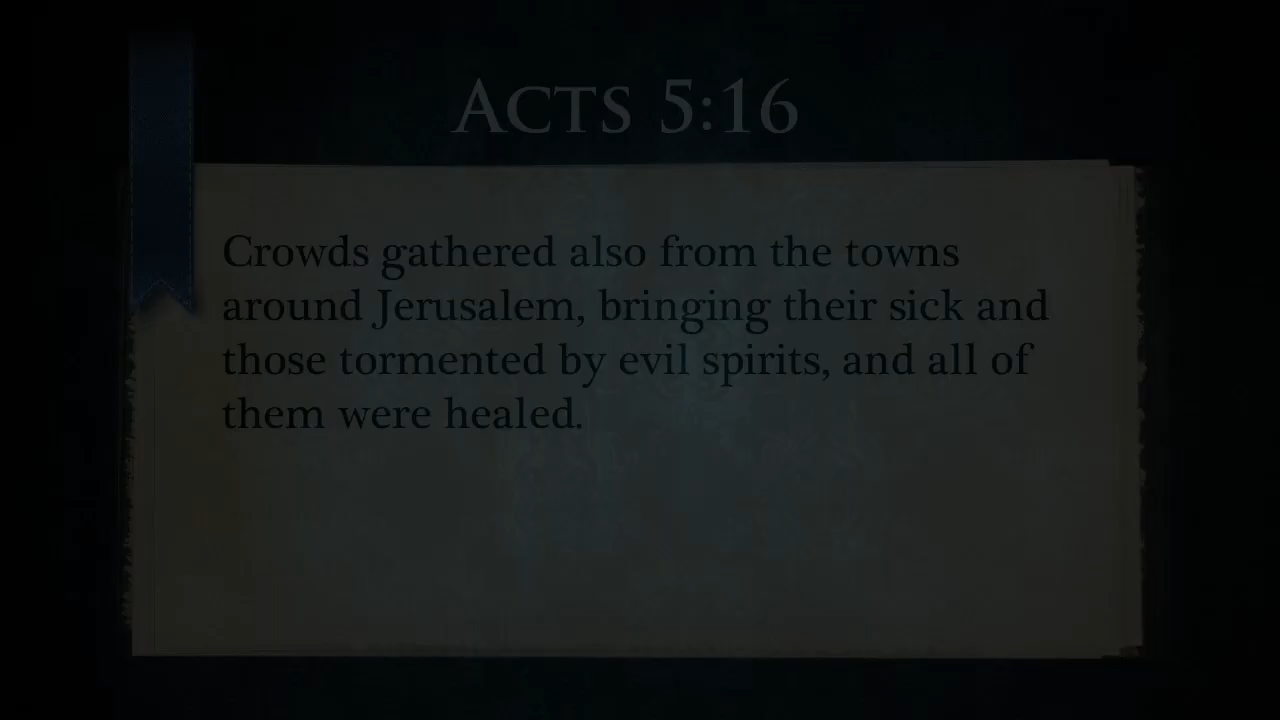 Acts 5:16
Crowds gathered also from the towns
around Jerusalem, bringing their sick and
those tormented by evil spirits, and all of
them were healed.